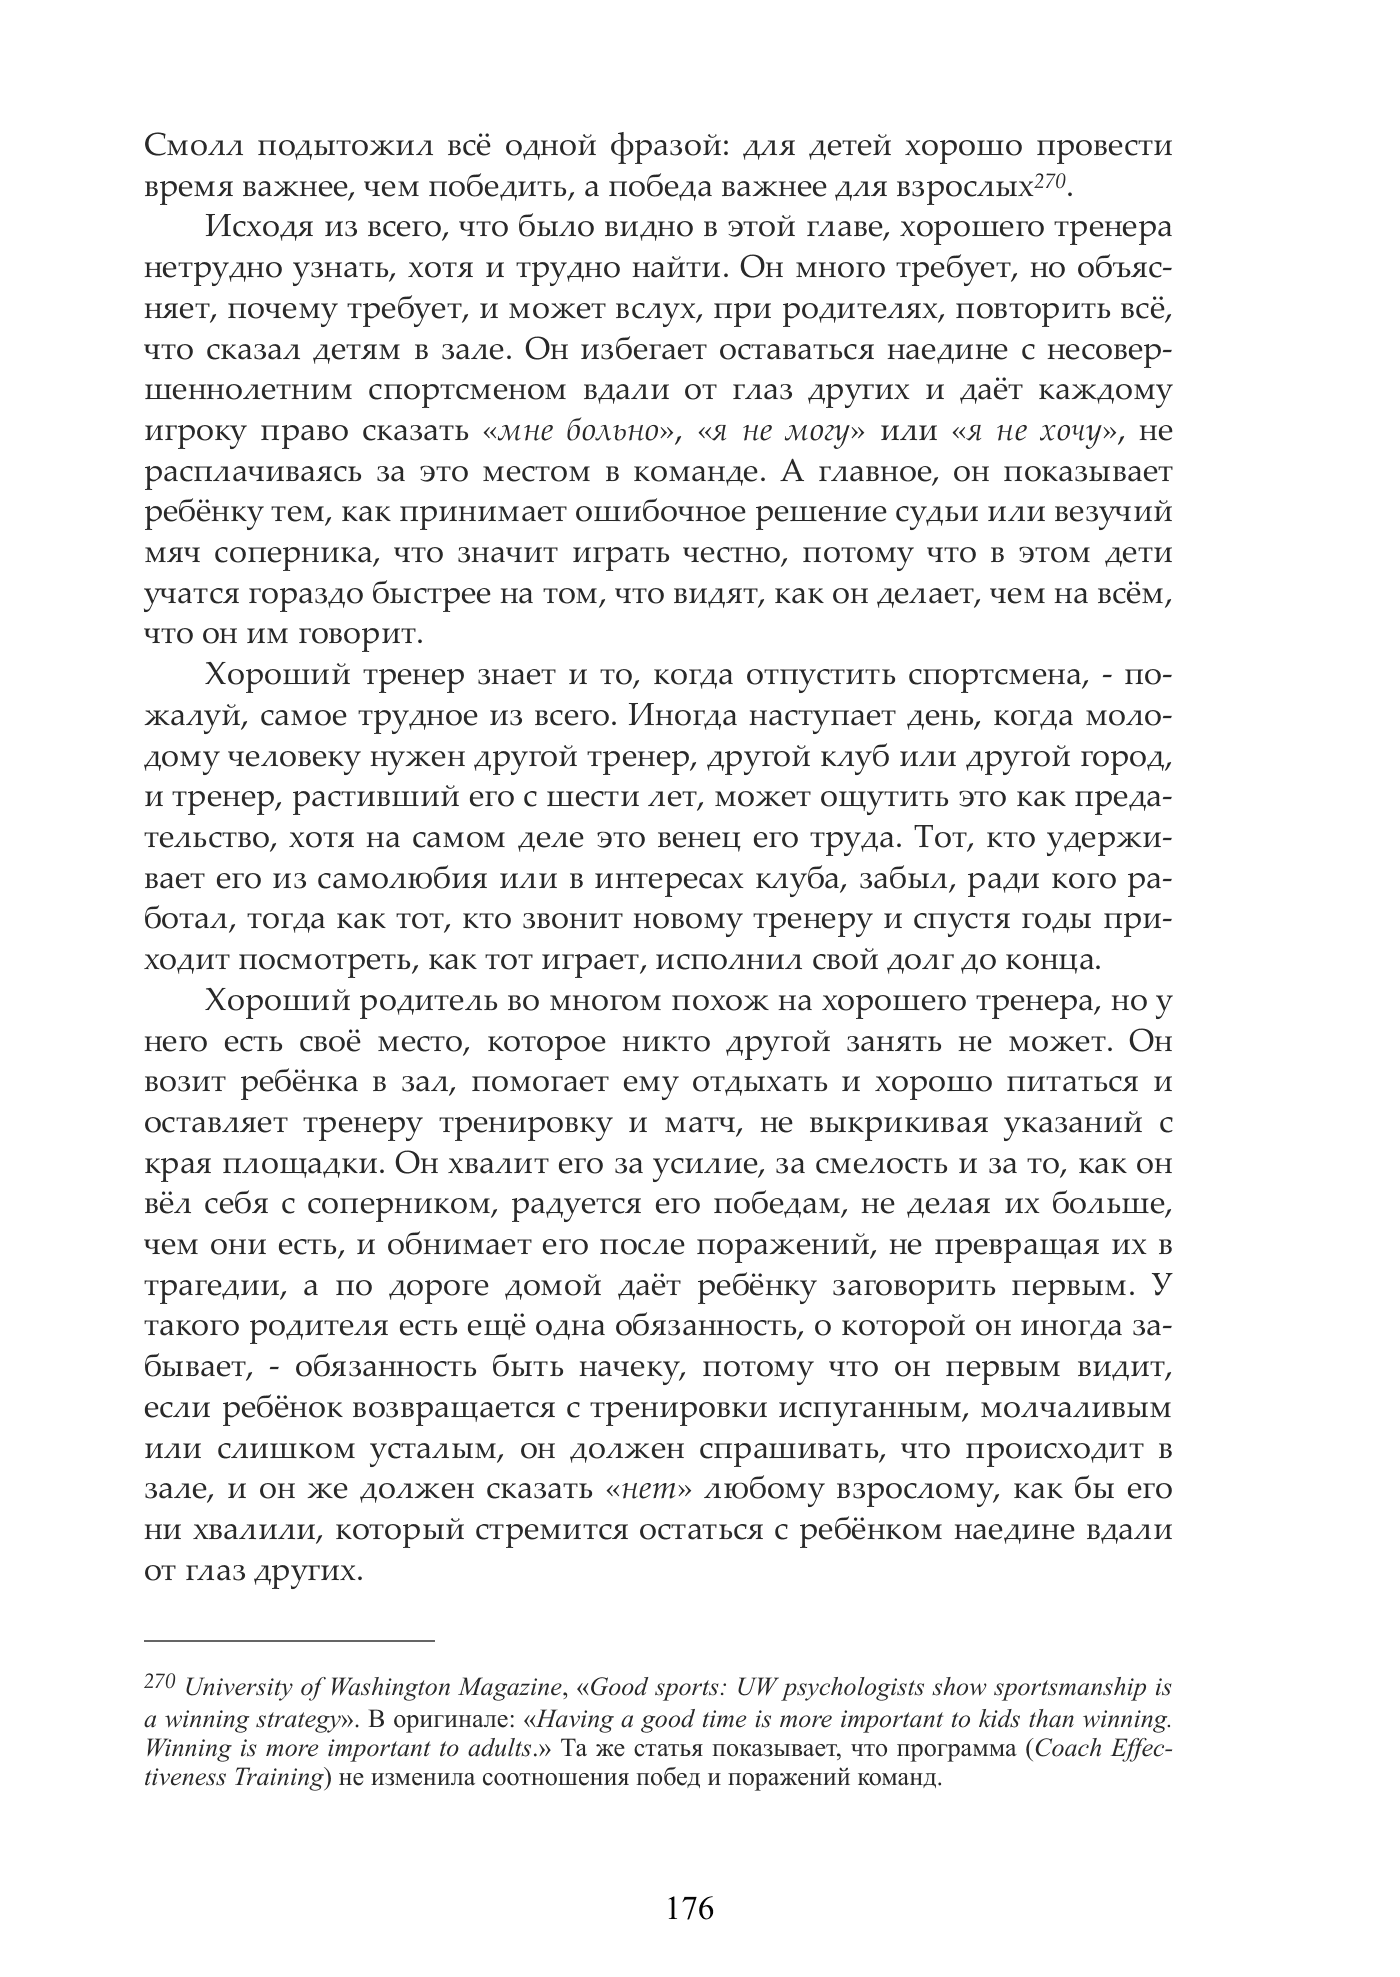 Смолл подытожил всё одной фразой: для детей хорошо провести
время важнее, чем победить, а победа важнее для взрослых270.
Исходя из всего, что было видно в этой главе, хорошего тренера
нетрудно узнать, хотя и трудно найти. Он много требует, но объяс-
няет, почему требует, и может вслух, при родителях, повторить всё,
что сказал детям в зале. Он избегает оставаться наедине с несовер-
шеннолетним спортсменом вдали от глаз других и даёт каждому
игроку право сказать «мне больно», «я не могу» или «я не хочу», не
расплачиваясь за это местом в команде. А главное, он показывает
ребёнку тем, как принимает ошибочное решение судьи или везучий
мяч соперника, что значит играть честно, потому что в этом дети
учатся гораздо быстрее на том, что видят, как он делает, чем на всём,
что он им говорит.
Хороший тренер знает и то, когда отпустить спортсмена, - по-
жалуй, самое трудное из всего. Иногда наступает день, когда моло-
дому человеку нужен другой тренер, другой клуб или другой город,
и тренер, растивший его с шести лет, может ощутить это как преда-
тельство, хотя на самом деле это венец его труда. Тот, кто удержи-
вает его из самолюбия или в интересах клуба, забыл, ради кого ра-
ботал, тогда как тот, кто звонит новому тренеру и спустя годы при-
ходит посмотреть, как тот играет, исполнил свой долг до конца.
Хороший родитель во многом похож на хорошего тренера, но у
него есть своё место, которое никто другой занять не может. Он
возит ребёнка в зал, помогает ему отдыхать и хорошо питаться и
оставляет тренеру тренировку и матч, не выкрикивая указаний с
края площадки. Он хвалит его за усилие, за смелость и за то, как он
вёл себя с соперником, радуется его победам, не делая их больше,
чем они есть, и обнимает его после поражений, не превращая их в
трагедии, а по дороге домой даёт ребёнку заговорить первым. У
такого родителя есть ещё одна обязанность, о которой он иногда за-
бывает, - обязанность быть начеку, потому что он первым видит,
если ребёнок возвращается с тренировки испуганным, молчаливым
или слишком усталым, он должен спрашивать, что происходит в
зале, и он же должен сказать «нет» любому взрослому, как бы его
ни хвалили, который стремится остаться с ребёнком наедине вдали
от глаз других.
270 University of Washington Magazine, «Good sports: UW psychologists show sportsmanship is
a winning strategy». В оригинале: «Having a good time is more important to kids than winning.
Winning is more important to adults.» Та же статья показывает, что программа (Coach Effec-
tiveness Training) не изменила соотношения побед и поражений команд.
176